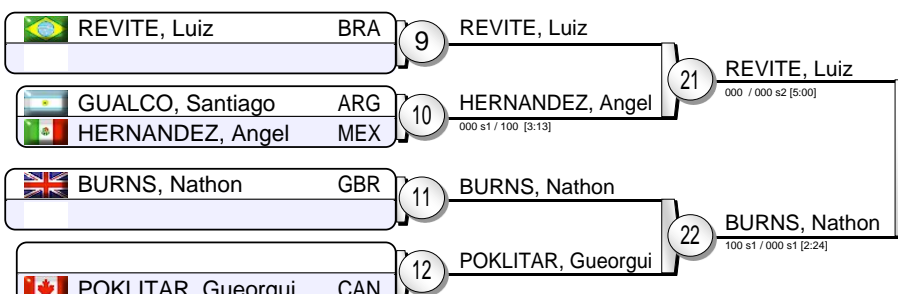 REVITE, Luiz BRA
9
REVITE, Luiz
21
REVITE, Luiz
000 / 000 s2 [5:00]
GUALCO, Santiago ARG
HERNANDEZ, Angel MEX
10
HERNANDEZ, Angel
000 s1 / 100 [3:13]
BURNS, Nathon GBR
11
BURNS, Nathon
22
BURNS, Nathon
100 s1 / 000 s1 [2:24]
12
POKLITAR, Gueorgui
POKLITAR, Gueorgui CAN